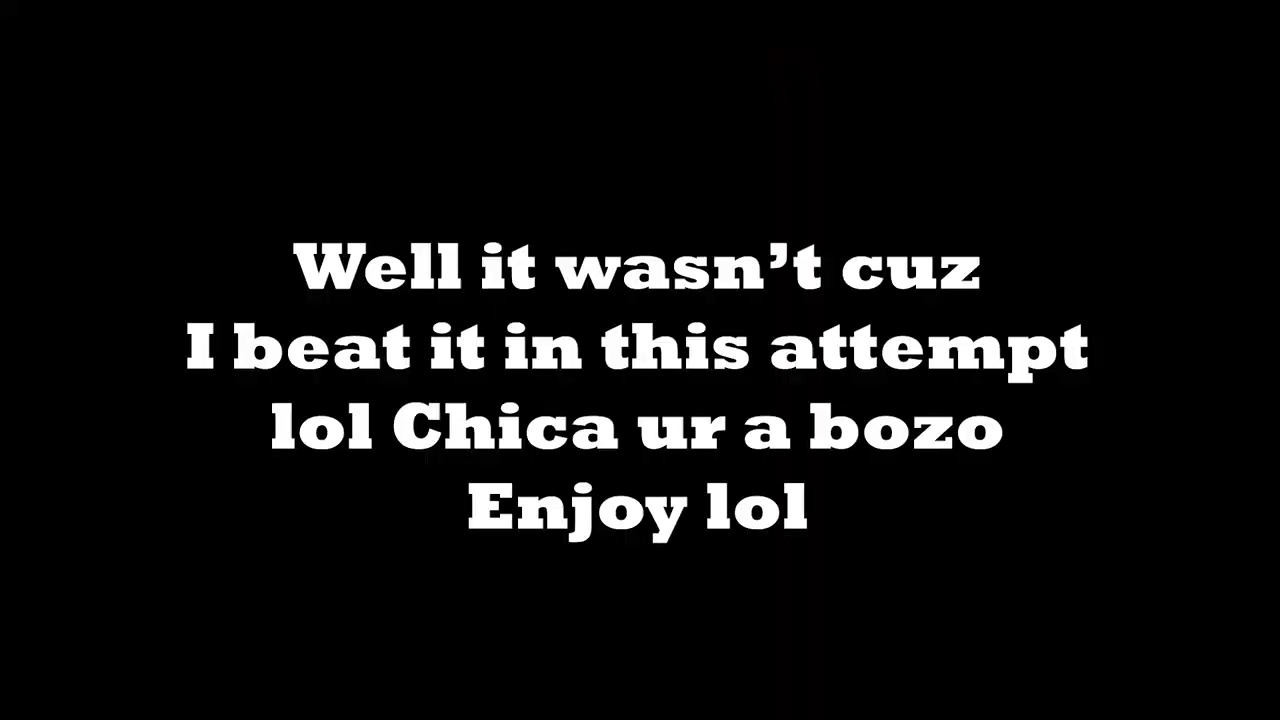 Well it wasn’t cuz
I beat it in this attempt
lol Chica ur a bozo
Enjoy lol